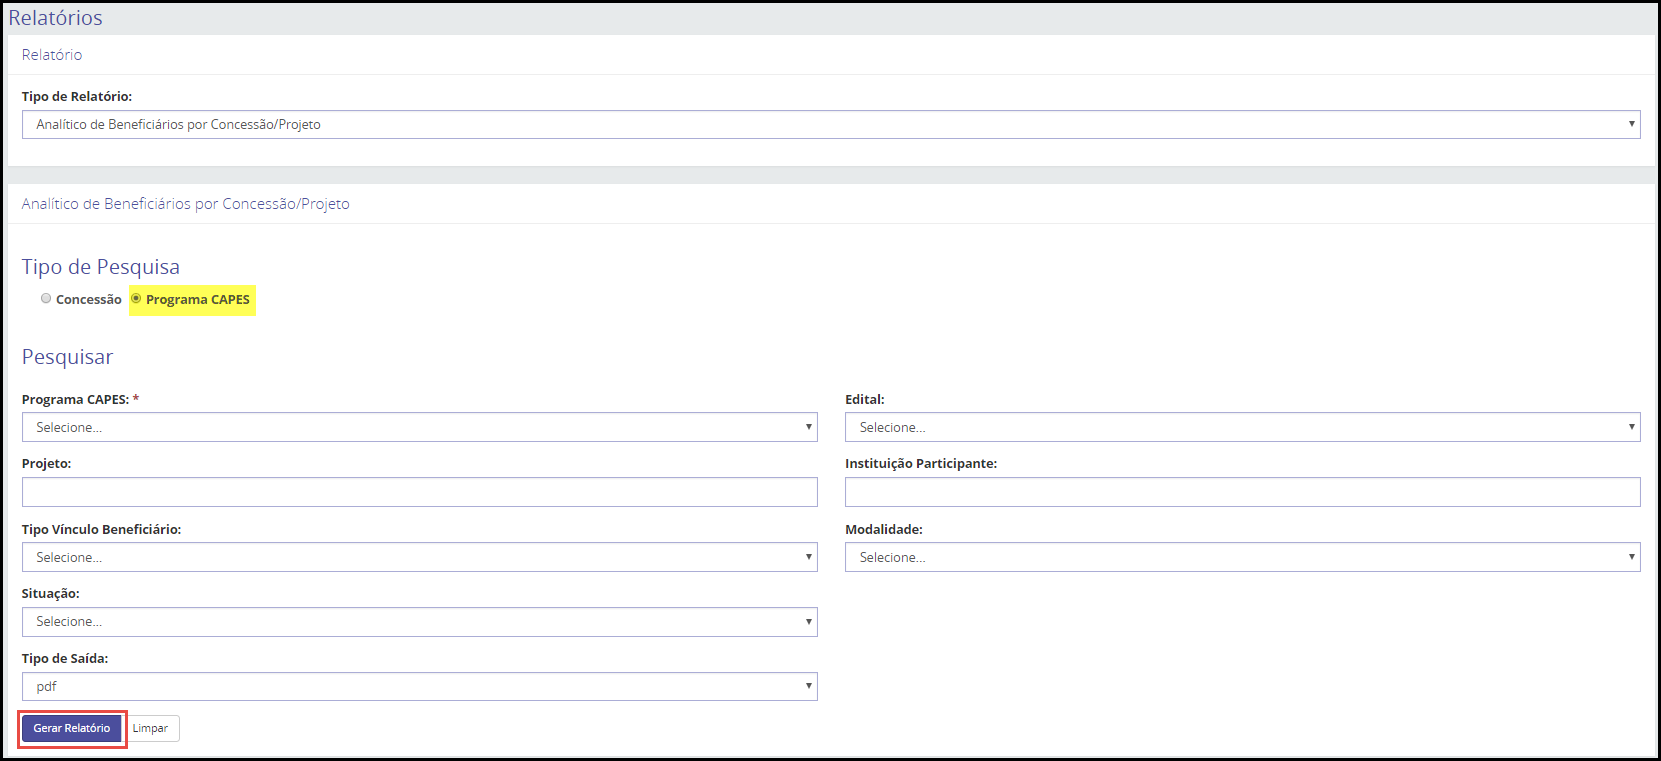 Relatórios
Relatório
Tipo de Relatório:
Analítico de Beneficiários por Concessão/Projeto
Analítico de Beneficiários por Concessão/Projeto
Tipo de Pesquisa
Concessão Programa CAPES
Pesquisar
Programa CAPES: * Edital:
Selecione... Selecione...
Projeto: Instituição Participante:
Tipo Vínculo Beneficiário: Modalidade:
Selecione... Selecione...
Situação:
Selecione...
Tipo de Saída:
pdf
Gerar Relatório Limpar